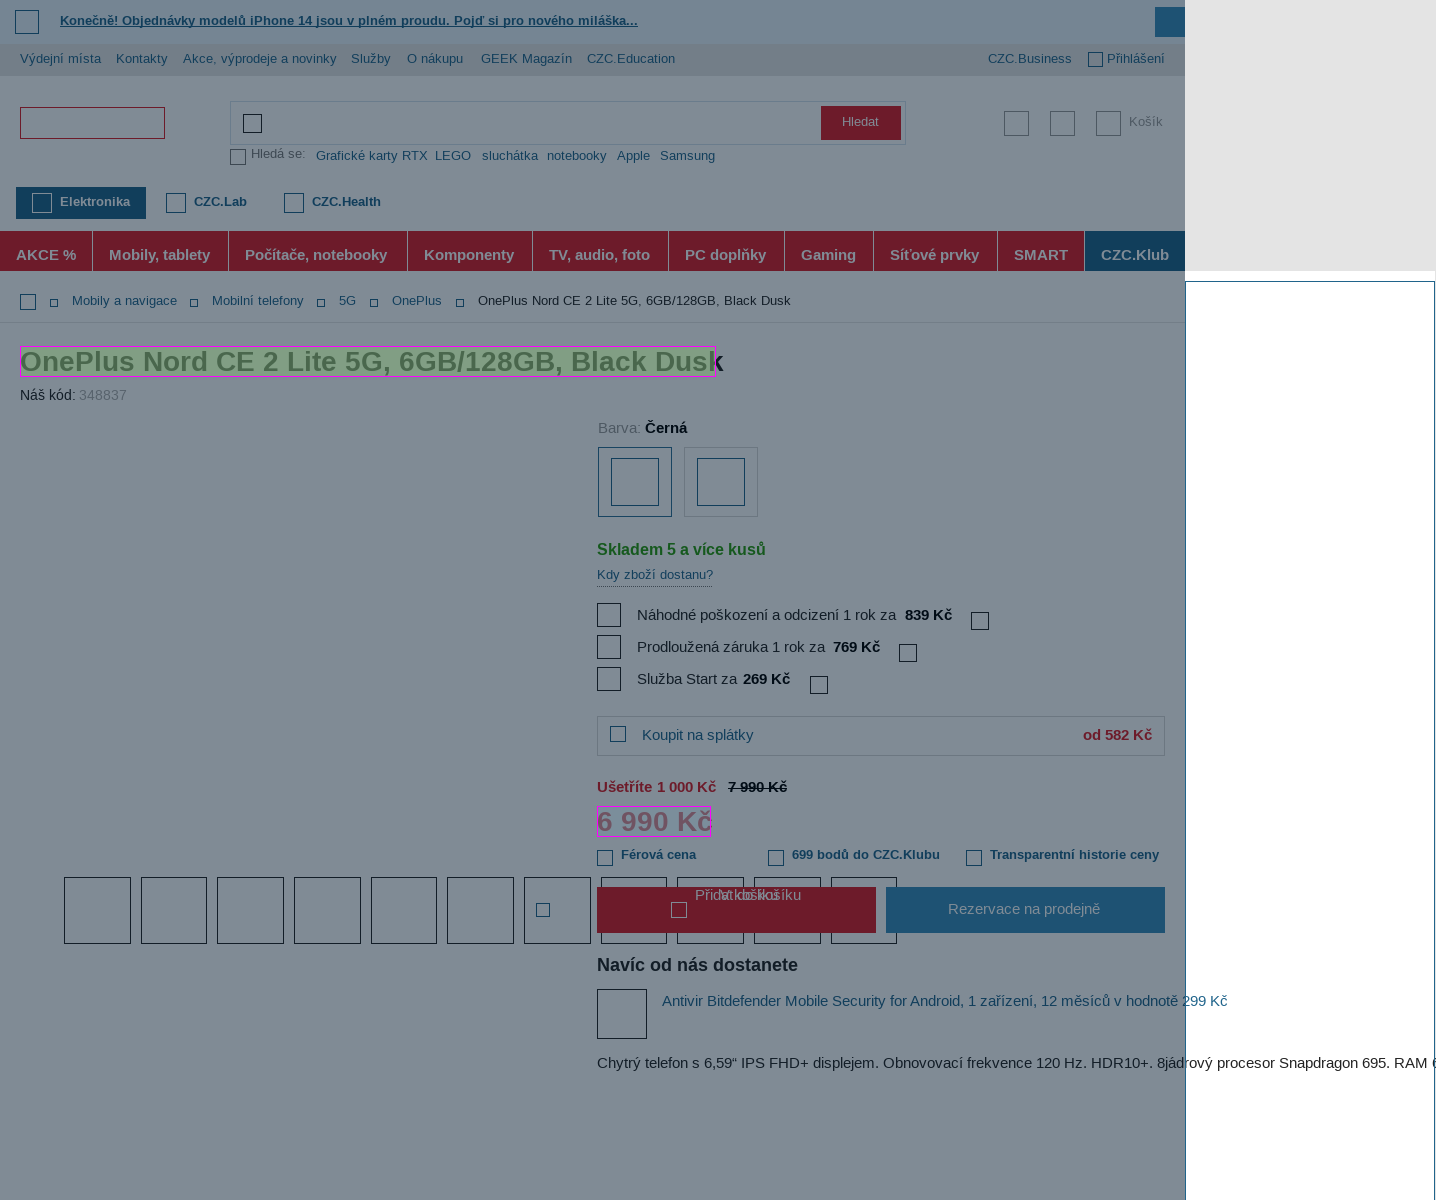 Konečně! Objednávky modelů iPhone 14 jsou v plném proudu. Pojď si pro nového miláška...
Výdejní místa Kontakty Akce, výprodeje a novinky Služby O nákupu GEEK Magazín CZC.Education CZC.Business Přihlášení
Hledat Košík
Hledá se: Grafické karty RTX LEGO sluchátka notebooky Apple Samsung
Elektronika CZC.Lab CZC.Health
AKCE % Mobily, tablety Počítače, notebooky Komponenty TV, audio, foto PC doplňky Gaming Síťové prvky SMART CZC.Klub
Mobily a navigace Mobilní telefony 5G OnePlus OnePlus Nord CE 2 Lite 5G, 6GB/128GB, Black Dusk
OnePlus Nord CE 2 Lite 5G, 6GB/128GB, Black Dusk
Náš kód: 348837
Barva: Černá
Skladem 5 a více kusů
Kdy zboží dostanu?
Náhodné poškození a odcizení 1 rok za 839 Kč
Prodloužená záruka 1 rok za 769 Kč
Služba Start za 269 Kč
Koupit na splátky od 582 Kč
Ušetříte 1 000 Kč 7 990 Kč
6 990 Kč
Férová cena 699 bodů do CZC.Klubu Transparentní historie ceny
Přidat do košíku V košíku Rezervace na prodejně
Navíc od nás dostanete
Antivir Bitdefender Mobile Security for Android, 1 zařízení, 12 měsíců v hodnotě 299 Kč
Chytrý telefon s 6,59“ IPS FHD+ displejem. Obnovovací frekvence 120 Hz. HDR10+. 8jádrový procesor Snapdragon 695. RAM